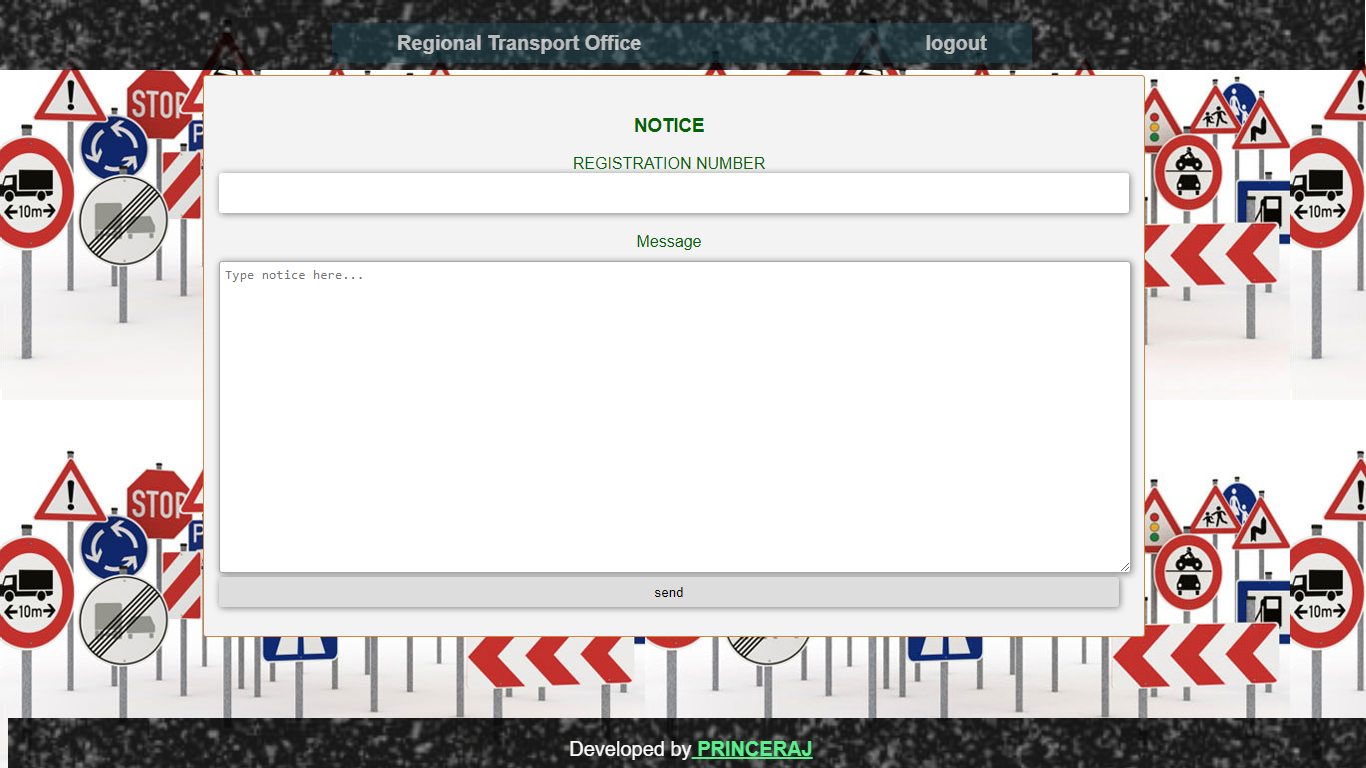 Regional Transport Office
logout
NOTICE
REGISTRATION NUMBER
Message
Type notice here...
send
STOP
P
10m
10m
STOP
P
10m
10m
Developed by PRINCERAJ